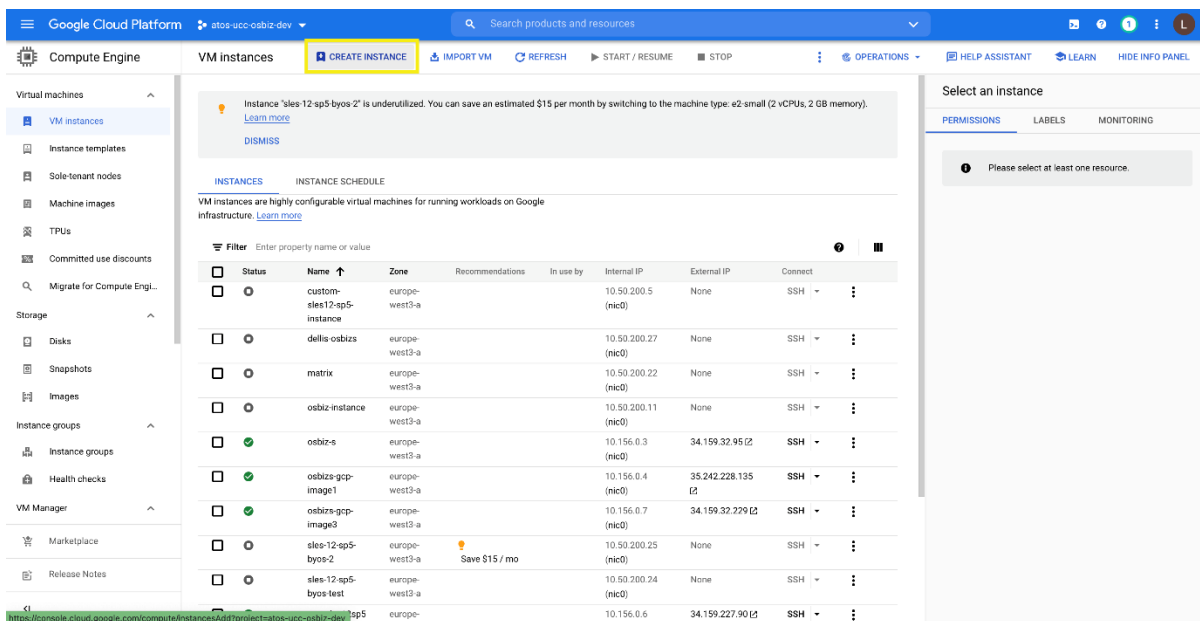 Google Cloud Platform
atos-ucc-osbiz-dev
Search products and resources
1
L
Compute Engine
VM instances
CREATE INSTANCE
IMPORT VM
REFRESH
START / RESUME
STOP
OPERATIONS
HELP ASSISTANT
LEARN
HIDE INFO PANEL
Virtual machines
VM instances
Instance templates
Sole-tenant nodes
Machine images
TPUs
Committed use discounts
Migrate for Compute Engi...
Storage
Disks
Snapshots
Images
Instance groups
Instance groups
Health checks
VM Manager
Marketplace
Release Notes
Instance "sles-12-sp5-byos-2" is underutilized. You can save an estimated $15 per month by switching to the machine type: e2-small (2 vCPUs, 2 GB memory).
Learn more
DISMISS
INSTANCES INSTANCE SCHEDULE
VM instances are highly configurable virtual machines for running workloads on Google
infrastructure. Learn more
Filter Enter property name or value
Status Name Zone Recommendations In use by Internal IP External IP Connect
custom- europe- 10.50.200.5 None SSH
sles12-sp5- west3-a (nic0)
instance
dellis-osbizs europe- 10.50.200.27 None SSH
west3-a (nic0)
matrix europe- 10.50.200.22 None SSH
west3-a (nic0)
osbiz-instance europe- 10.50.200.11 None SSH
west3-a (nic0)
osbiz-s europe- 10.156.0.3 34.159.32.95 SSH
west3-a (nic0)
osbizs-gcp- europe- 10.156.0.4 35.242.228.135 SSH
image1 west3-a (nic0)
osbizs-gcp- europe- 10.156.0.7 34.159.32.229 SSH
image3 west3-a (nic0)
sles-12-sp5- europe- 10.50.200.25 None SSH
byos-2 west3-a Save $15 / mo (nic0)
sles-12-sp5- europe- 10.50.200.24 None SSH
byos-test west3-a (nic0)
europe- 10.156.0.6 34.159.227.90 SSH
Select an instance
PERMISSIONS LABELS MONITORING
Please select at least one resource.
https://console.cloud.google.com/compute/instancesAdd?project=atos-ucc-osbiz-dev